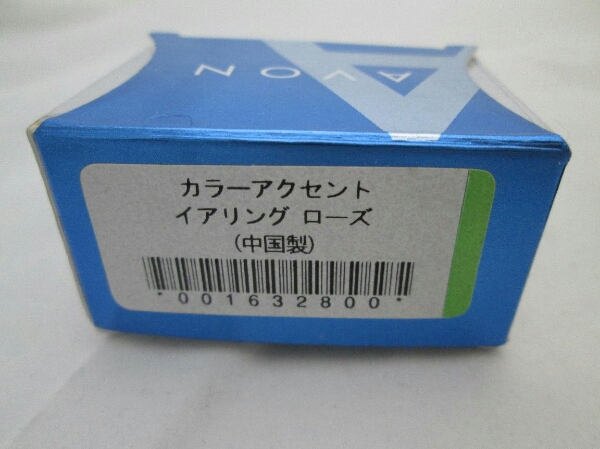 AVON
カラーアクセント
イアリング ローズ
(中国製)
*001632800*